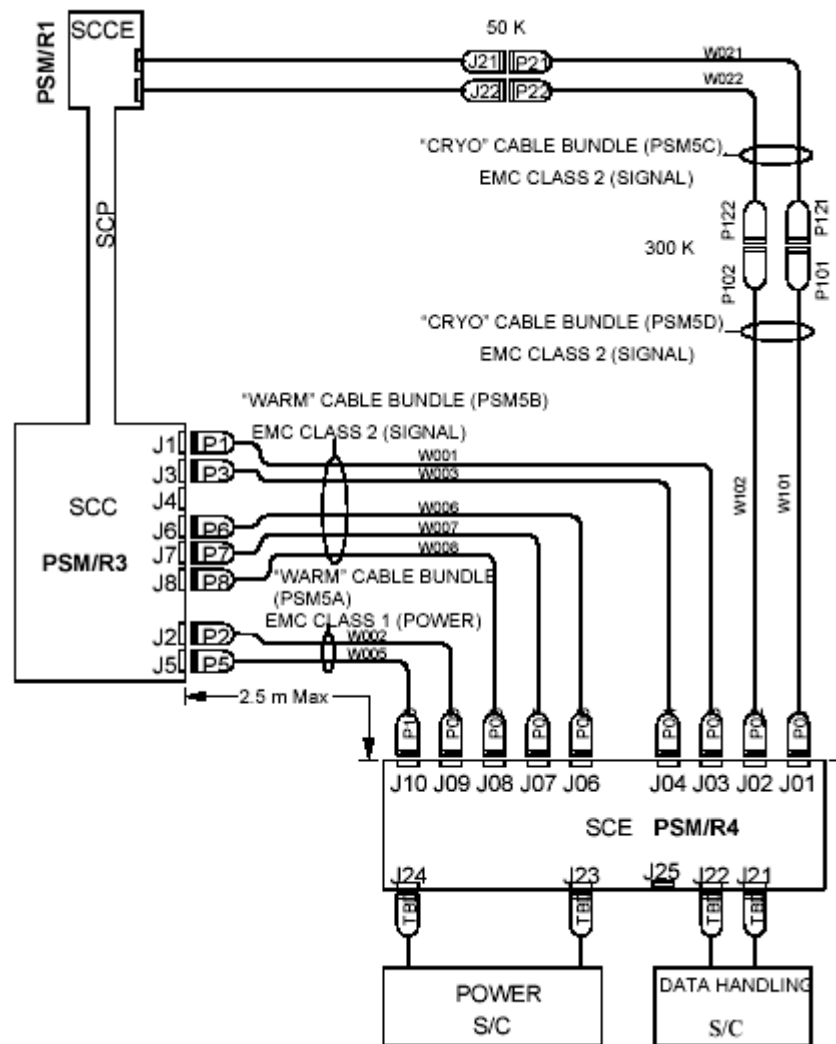 SCCE
PSM/R1
50 K
J21 P21
W021
J22 P22
W022
"CRYO" CABLE BUNDLE (PSM5C)
EMC CLASS 2 (SIGNAL)
SCP
P122
P121
300 K
P102
P101
"CRYO" CABLE BUNDLE (PSM5D)
EMC CLASS 2 (SIGNAL)
"WARM" CABLE BUNDLE (PSM5B)
EMC CLASS 2 (SIGNAL)
J1 P1
W001
J3 P3
W003
J4
SCC
J6 P6
W006
PSM/R3
J7 P7
W007
J8 P8
W008
W102
W101
"WARM" CABLE BUNDLE
(PSM5A)
EMC CLASS 1 (POWER)
J2 P2
W002
J5 P5
W005
2.5 m Max
J10 J09 J08 J07 J06 J04 J03 J02 J01
SCE PSM/R4
J24 J23 J25 J22 J21
POWER
S/C
DATA HANDLING
S/C